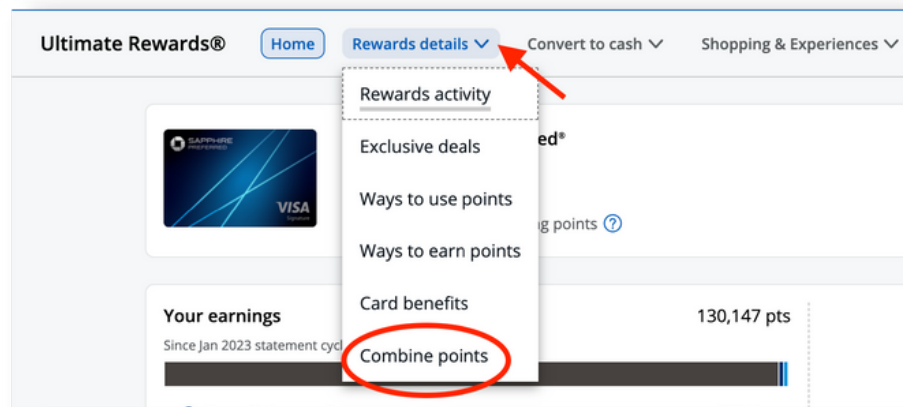 Ultimate Rewards® Home Rewards details Convert to cash Shopping & Experiences
Rewards activity
Exclusive deals
Ways to use points
Ways to earn points
Card benefits
Combine points
SAPPHIRE
PREFERRED
VISA
Signature
ed®
g points ?
Your earnings 130,147 pts
Since Jan 2023 statement cycl